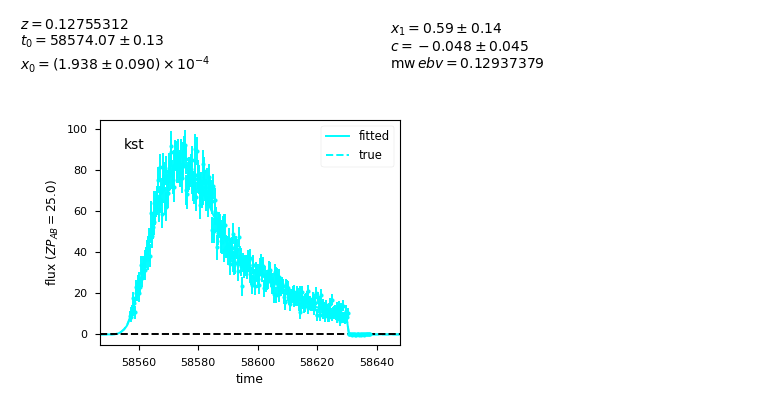 z = 0.12755312
t₀ = 58574.07 ± 0.13
x₀ = (1.938 ± 0.090) × 10⁻⁴
x₁ = 0.59 ± 0.14
c = −0.048 ± 0.045
mw ebv = 0.12937379
kst
fitted
true
100
80
60
40
20
0
flux (ZP_AB = 25.0)
58560 58580 58600 58620 58640
time